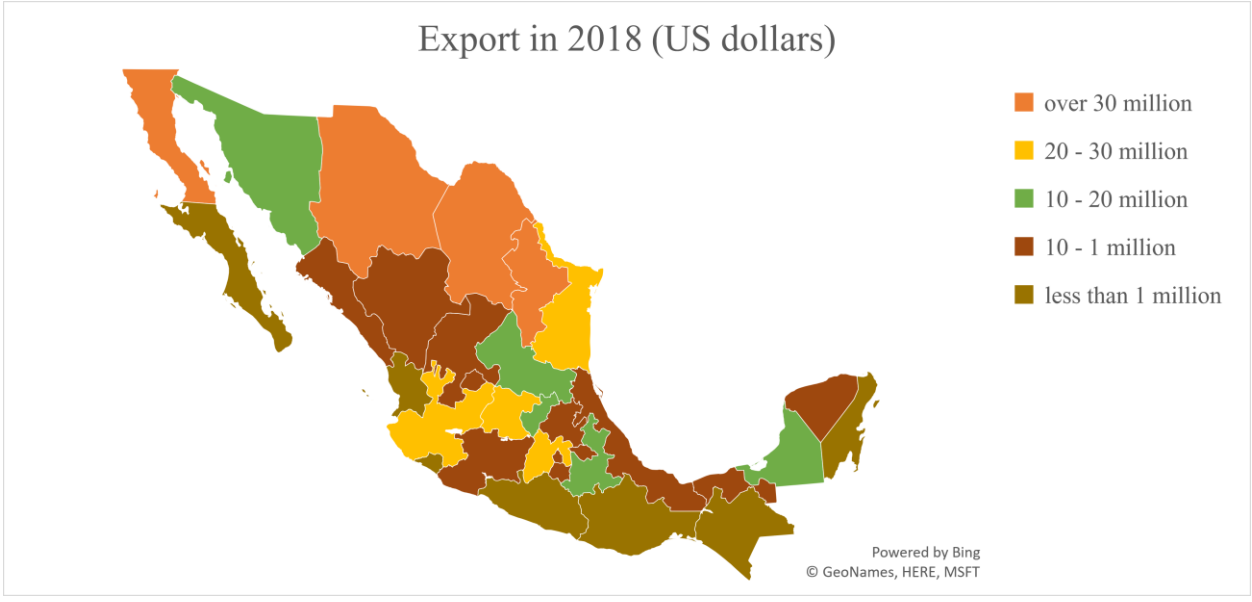 Export in 2018 (US dollars)
over 30 million
20 - 30 million
10 - 20 million
10 - 1 million
less than 1 million
Powered by Bing
© GeoNames, HERE, MSFT